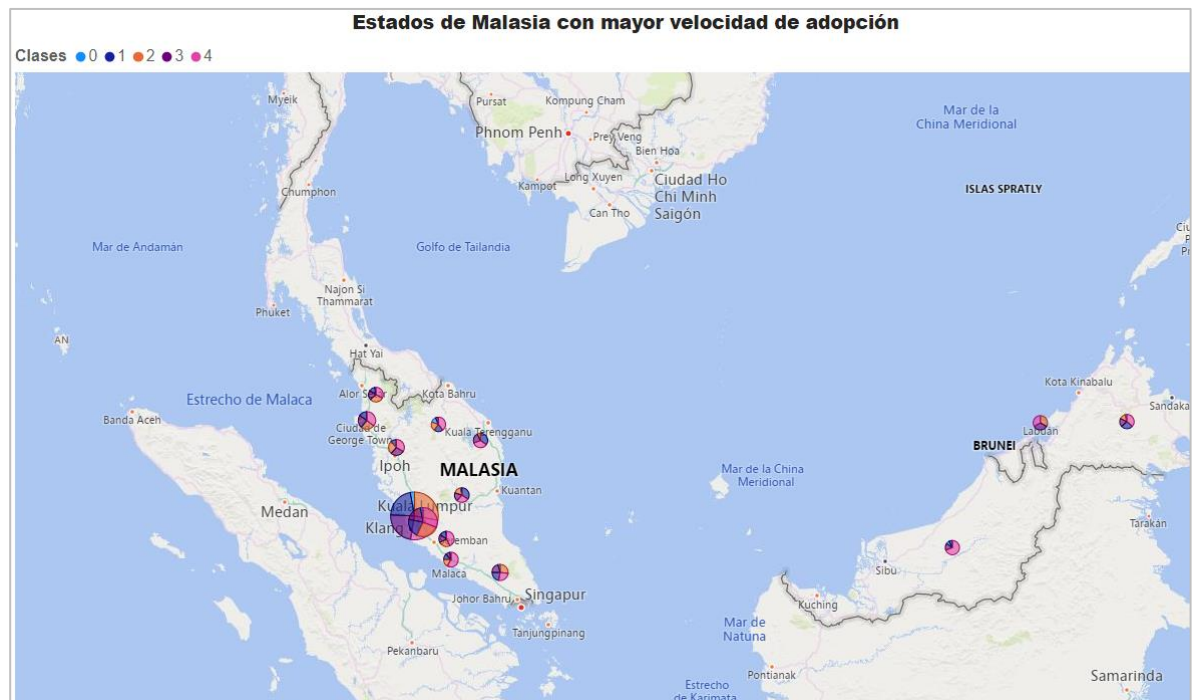 Estados de Malasia con mayor velocidad de adopción
Clases 0 1 2 3 4
Myeik
Pursat
Kompung Cham
Mar de la
China Meridional
Phnom Penh
Prey Veng
Bien Hoa
Long Xuyen
Kampot
Ciudad Ho
Chi Minh
Saigón
Chumphon
Can Tho
ISLAS SPRATLY
Mar de Andamán
Golfo de Tailandia
Najon Si
Thammarat
Phuket
AN
Hat Yai
Alor
Kota Bahru
Kota Kinabalu
Estrecho de Malaca
Banda Aceh
Ciudad de
George Town
Kuala Terengganu
Labuan
Sandaka
BRUNEI
Ipoh
MALASIA
Mar de la China
Meridional
Kuantan
Kuala Lumpur
Medan
Klang
Tarakán
emban
Malaca
Sibu
Johor Bahru
Singapur
Kuching
Tanjungpinang
Mar de
Natuna
Pekanbaru
Pontianak
Samarinda
Estrecho
de Karimata